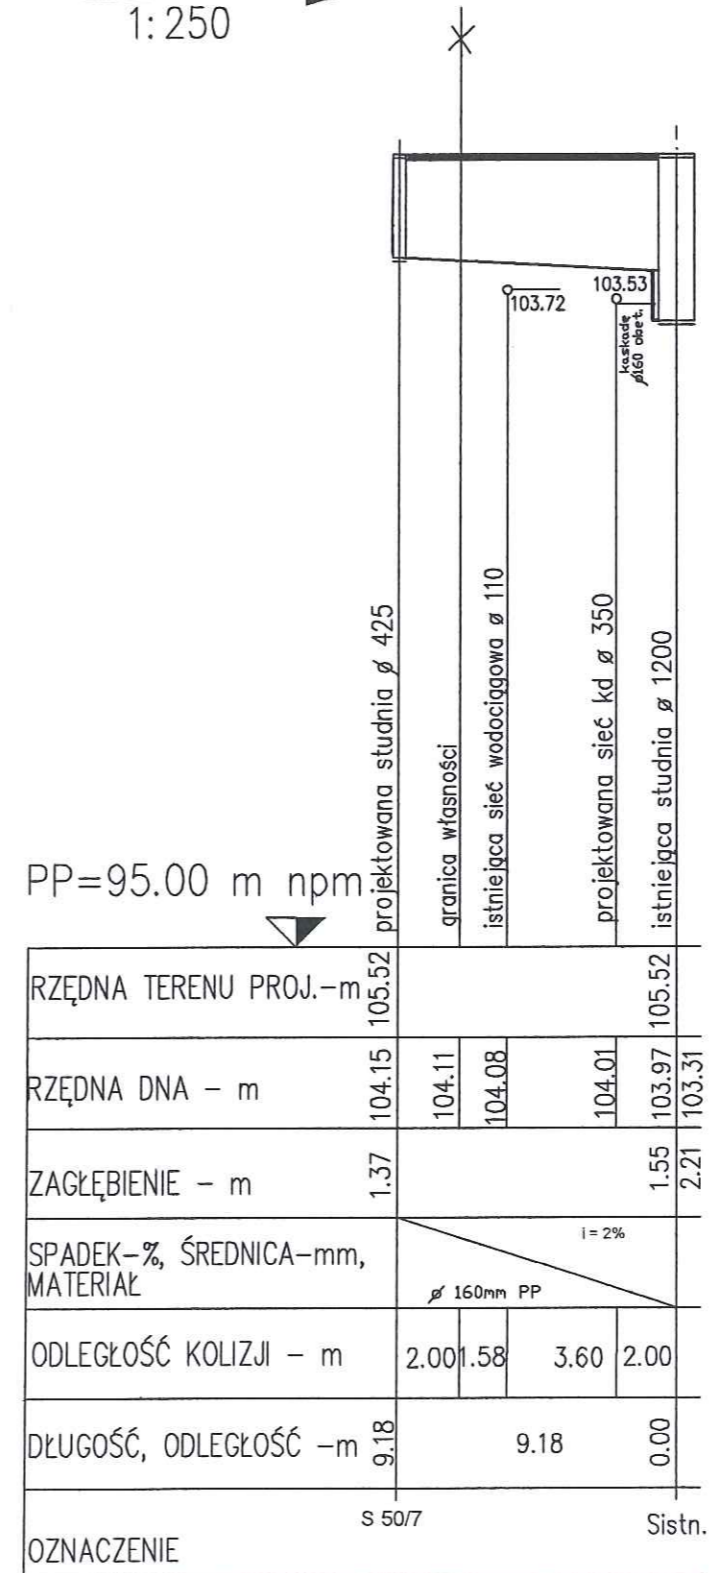 1:250
103.72
103.53
kaskadę
ø160 obet.
projektowana studnia ø 425
granica własności
istniejąca sieć wodociągowa ø 110
projektowana sieć kd ø 350
istniejąca studnia ø 1200
PP=95.00 m npm
RZĘDNA TERENU PROJ.-m 105.52 105.52
RZĘDNA DNA - m 104.15 104.11 104.08 104.01 103.97 103.31
ZAGŁĘBIENIE - m 1.37 1.55 2.21
SPADEK-%, ŚREDNICA-mm,
MATERIAŁ
i = 2%
ø 160mm PP
ODLEGŁOŚĆ KOLIZJI - m 2.00 1.58 3.60 2.00
DŁUGOŚĆ, ODLEGŁOŚĆ -m 9.18 9.18 0.00
S 50/7 Sistn.
OZNACZENIE